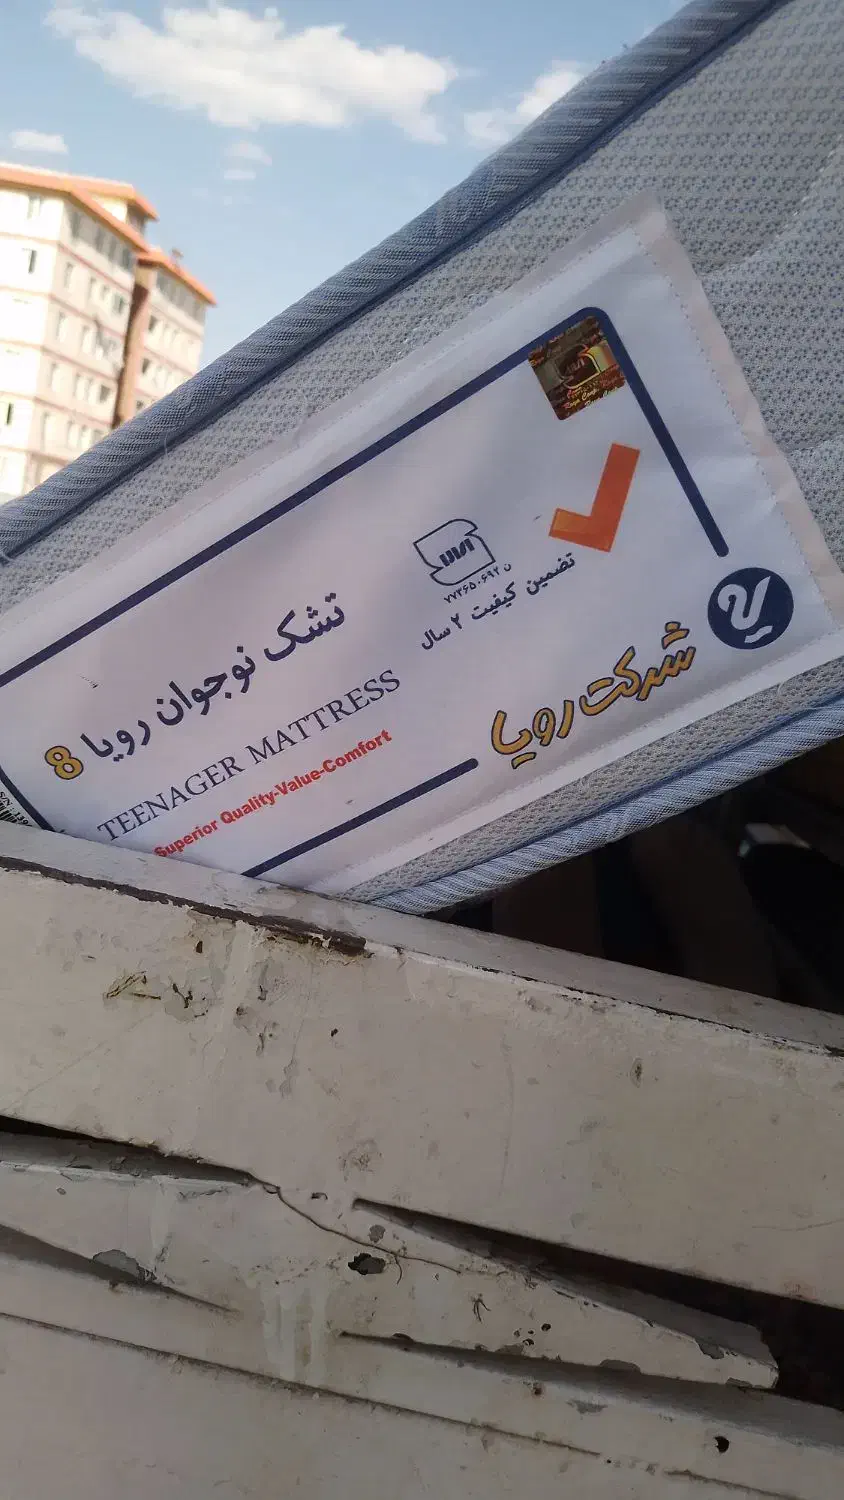 تضمین کیفیت ۲ سال
شرکت رویا
تشک نوجوان رویا 8
TEENAGER MATTRESS
Superior Quality-Value-Comfort